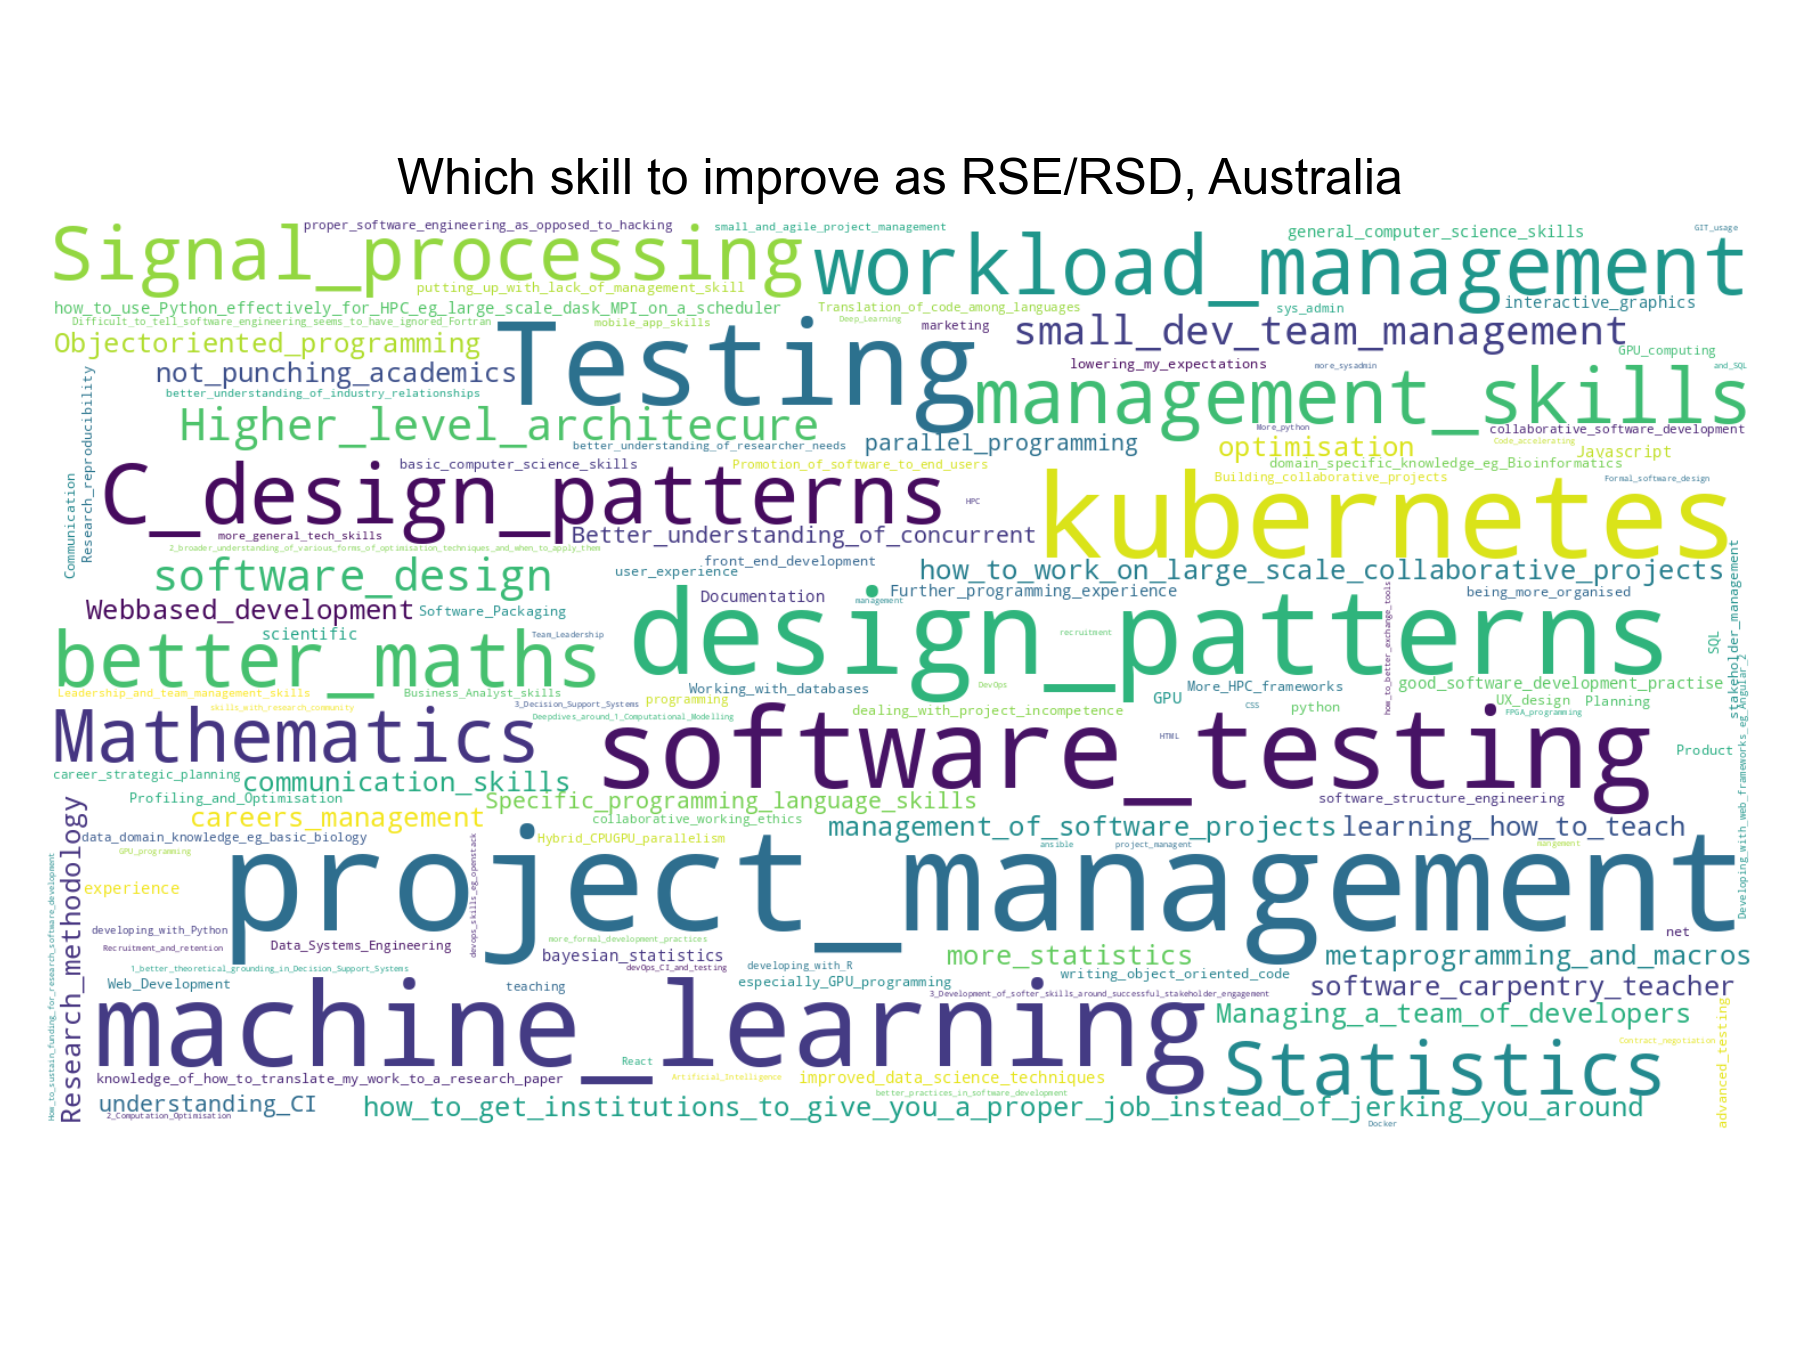 Which skill to improve as RSE/RSD, Australia
Signal_processing
proper_software_engineering_as_opposed_to_hacking
small_and_agile_project_management
general_computer_science_skills
GIT_usage
workload_management
putting_up_with_lack_of_management_skill
how_to_use_Python_effectively_for_HPC_eg_large_scale_dask_MPI_on_a_scheduler
Translation_of_code_among_languages
sys_admin
interactive_graphics
Difficult_to_tell_software_engineering_seems_to_have_ignored_Fortran
mobile_app_skills
Deep_Learning
marketing
small_dev_team_management
Objectoriented_programming
Testing
GPU_computing
not_punching_academics
lowering_my_expectations
more_sysadmin
and_SQL
Research_reproducibility
better_understanding_of_industry_relationships
management_skills
Higher_level_architecure
better_understanding_of_researcher_needs
parallel_programming
More_python
collaborative_software_development
optimisation
Code_accelerating
Javascript
Communication
basic_computer_science_skills
Promotion_of_software_to_end_users
domain_specific_knowledge_eg_Bioinformatics
Building_collaborative_projects
Formal_software_design
C_design_patterns
HPC
kubernetes
more_general_tech_skills
Better_understanding_of_concurrent
2_broader_understanding_of_various_forms_of_optimisation_techniques_and_when_to_apply_them
software_design
front_end_development
user_experience
how_to_work_on_large_scale_collaborative_projects
stakeholder_management
Webbased_development
Software_Packaging
Documentation
management
Further_programming_experience
how_to_better_exchange_tools
being_more_organised
scientific
Team_Leadership
design_patterns
recruitment
SQL
better_maths
Leadership_and_team_management_skills
Business_Analyst_skills
Working_with_databases
DevOps
GPU
More_HPC_frameworks
good_software_development_practise
Developing_with_web_frameworks_eg_Angular_2
skills_with_research_community
3_Decision_Support_Systems
programming
dealing_with_project_incompetence
CSS
python
UX_design
Planning
Deepdives_around_1_Computational_Modelling
FPGA_programming
Mathematics
software_testing
HTML
Product
career_strategic_planning
communication_skills
Profiling_and_Optimisation
Specific_programming_language_skills
software_structure_engineering
Research_methodology
careers_management
collaborative_working_ethics
management_of_software_projects
learning_how_to_teach
data_domain_knowledge_eg_basic_biology
Hybrid_CPUGPU_parallelism
ansible
project_managent
mangement
GPU_programming
How_to_sustain_funding_for_research_software_development
devops_skills_eg_openstack
project_management
experience
developing_with_Python
Recruitment_and_retention
Data_Systems_Engineering
more_formal_development_practices
net
bayesian_statistics
more_statistics
metaprogramming_and_macros
1_better_theoretical_grounding_in_Decision_Support_Systems
devOps_CI_and_testing
developing_with_R
writing_object_oriented_code
Web_Development
teaching
especially_GPU_programming
3_Development_of_softer_skills_around_successful_stakeholder_engagement
software_carpentry_teacher
machine_learning
Managing_a_team_of_developers
advanced_testing
React
Statistics
Contract_negotiation
knowledge_of_how_to_translate_my_work_to_a_research_paper
Artificial_Intelligence
improved_data_science_techniques
better_practices_in_software_development
understanding_CI
2_Computation_Optimisation
how_to_get_institutions_to_give_you_a_proper_job_instead_of_jerking_you_around
Docker